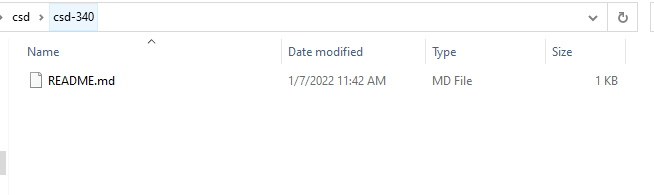 csd > csd-340
Name Date modified Type Size
README.md 1/7/2022 11:42 AM MD File 1 KB